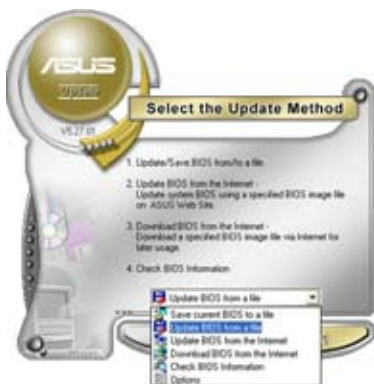 ASUS
Update
V5.27.01
Select the Update Method
1. Update/Save BIOS from/to a file.
2. Update BIOS from the Internet -
Update system BIOS using a specified BIOS image file
on ASUS Web Site.
3. Download BIOS from the Internet -
Download a specified BIOS image file via Internet for
later usage.
4. Check BIOS Information
Update BIOS from a file
Save current BIOS to a file
Update BIOS from a file
Update BIOS from the Internet
Download BIOS from the Internet
Check BIOS Information
Options